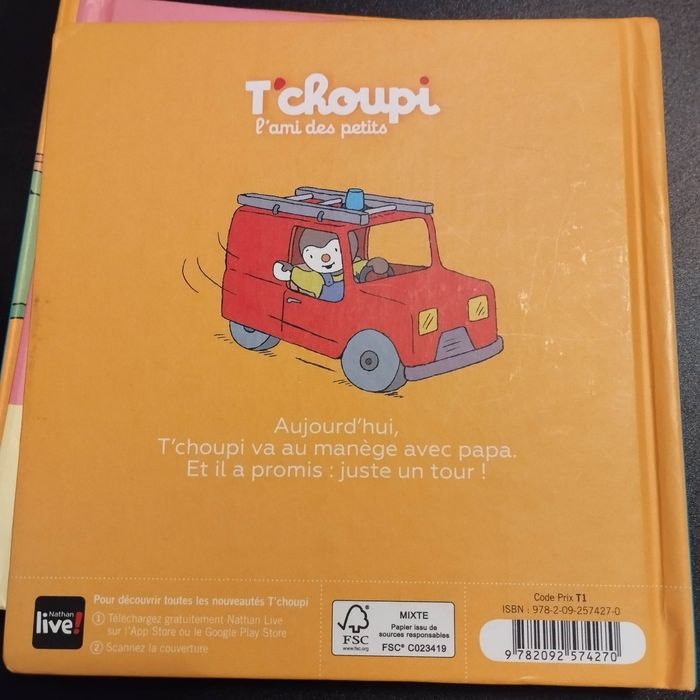 T'choupi
l'ami des petits
Aujourd'hui,
T'choupi va au manège avec papa.
Et il a promis : juste un tour !
Nathan
live!
Pour découvrir toutes les nouveautés T'choupi
1 Téléchargez gratuitement Nathan Live
sur l'App Store ou le Google Play Store
2 Scannez la couverture
FSC
www.fsc.org
MIXTE
Papier issu de
sources responsables
FSC® C023419
Code Prix T1
ISBN : 978-2-09-257427-0
9 782092 574270